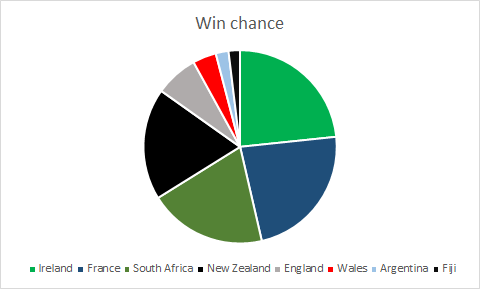 Win chance
Ireland France South Africa New Zealand England Wales Argentina Fiji